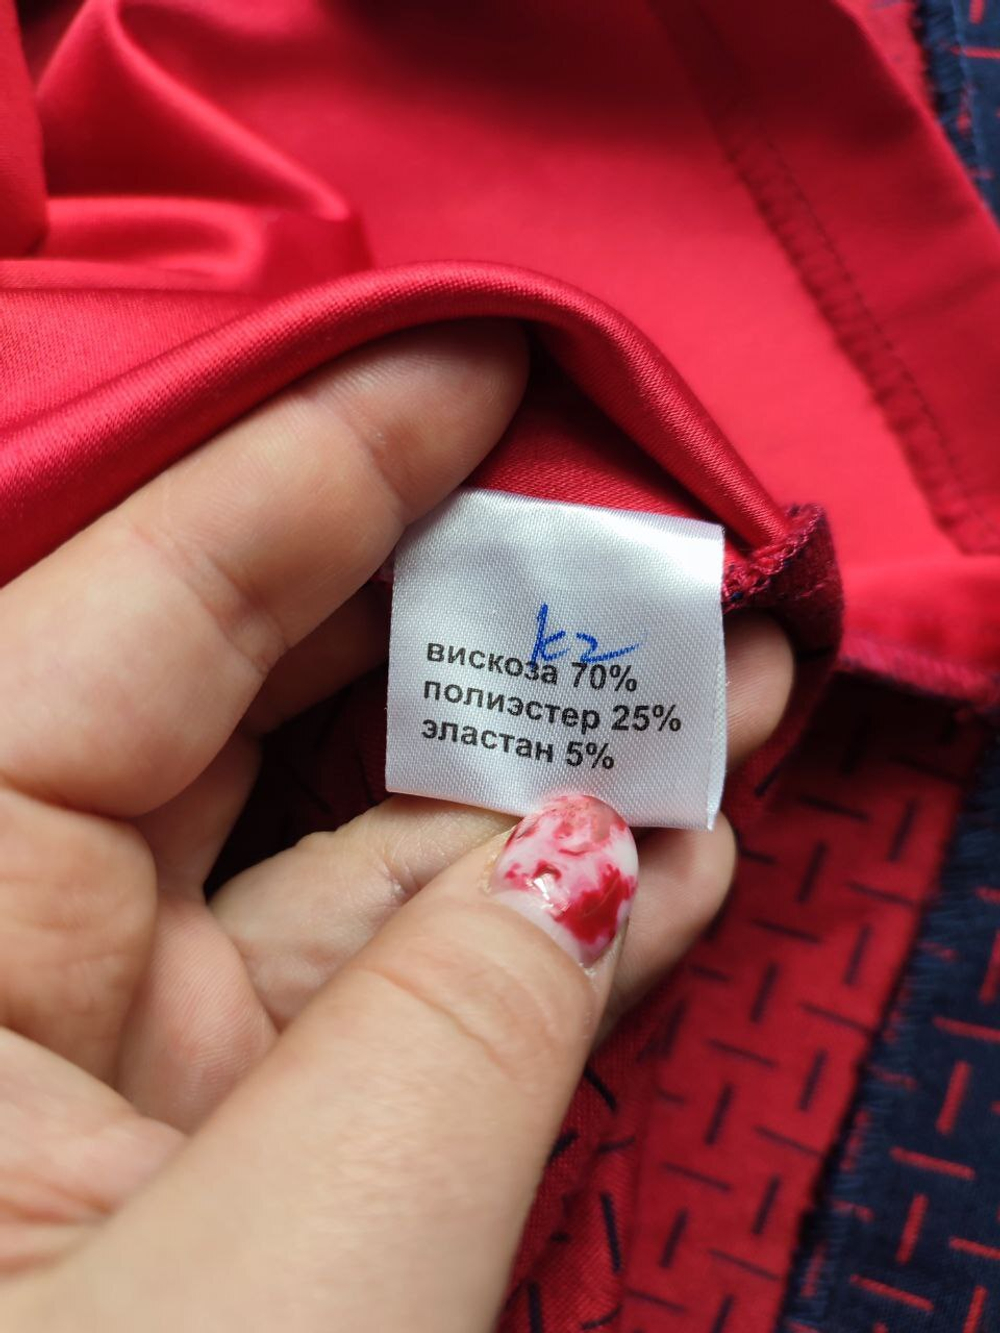 k2
вискоза 70%
полиэстер 25%
эластан 5%